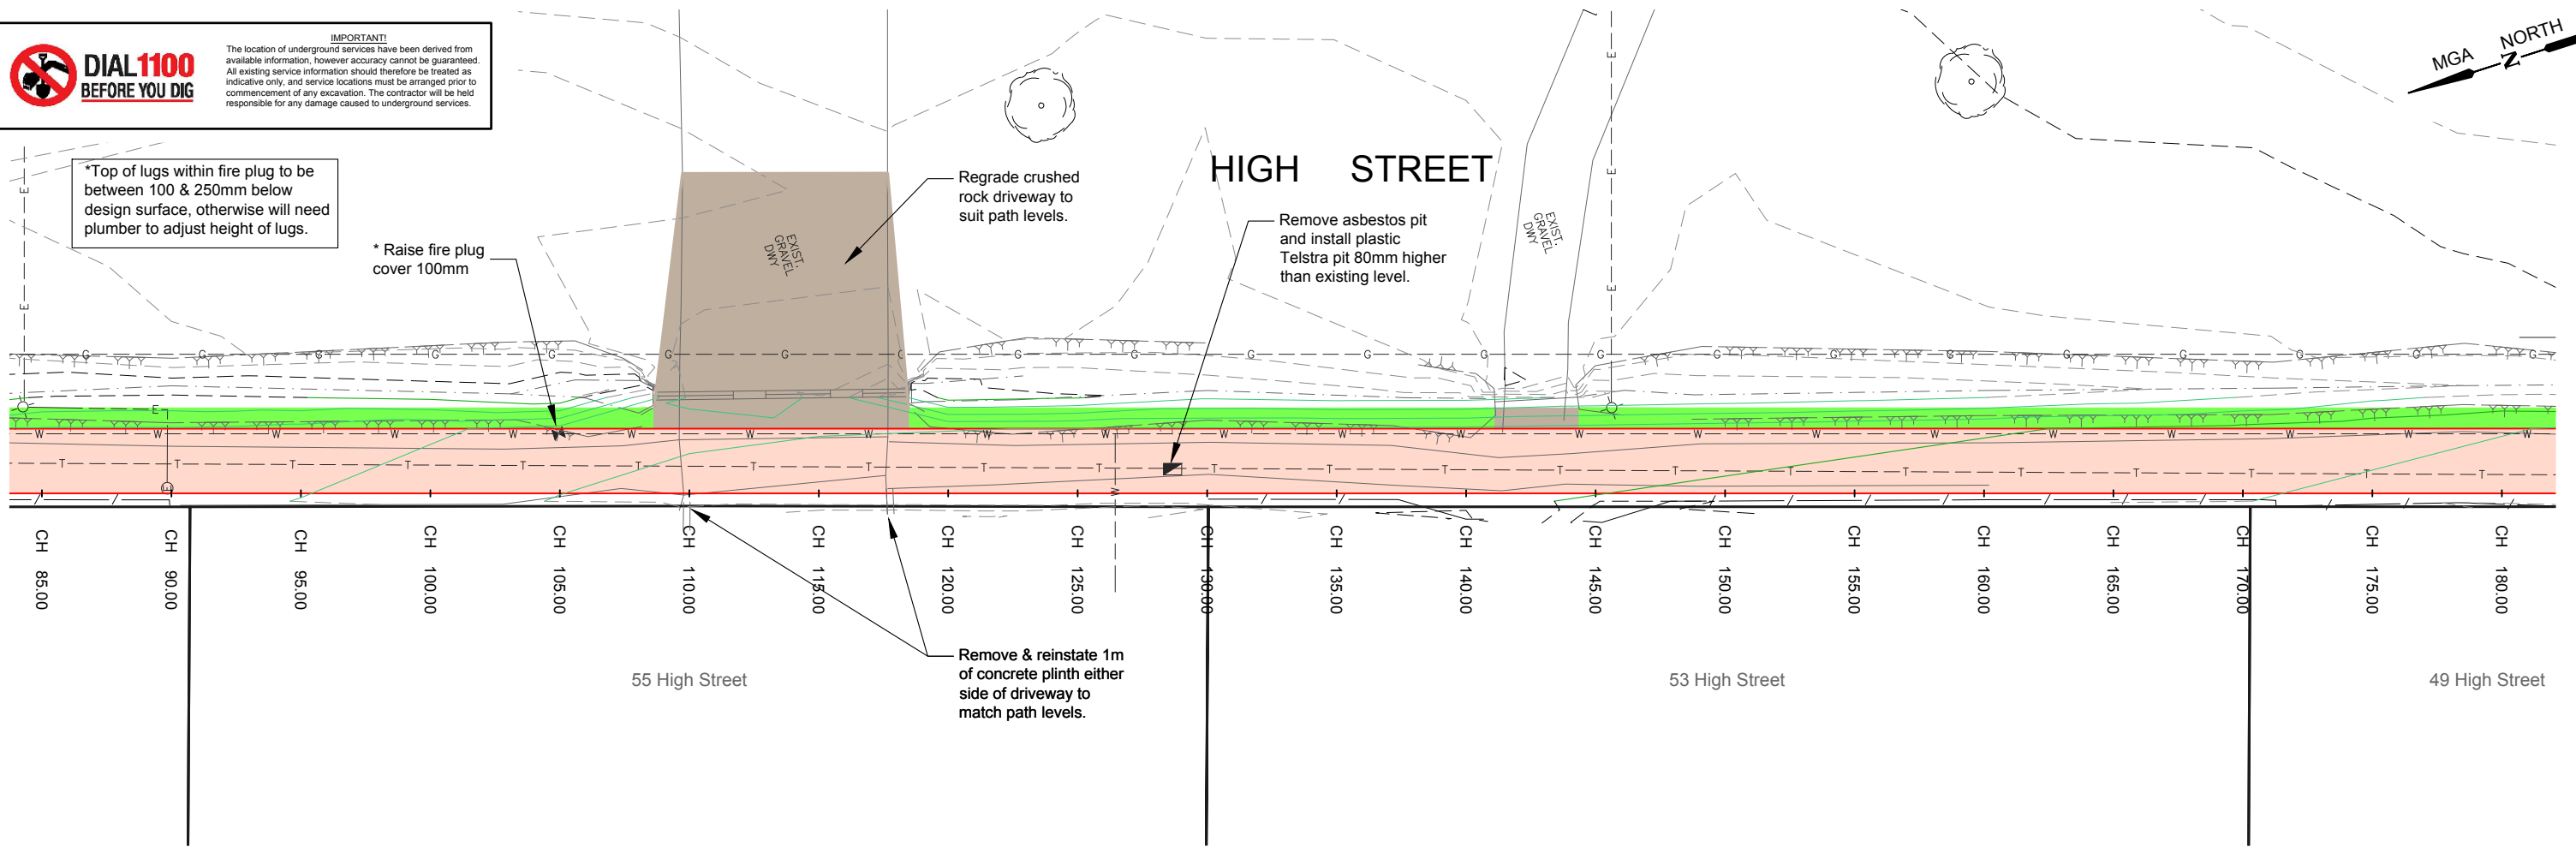 DIAL1100
BEFORE YOU DIG
IMPORTANT!
The location of underground services have been derived from
available information, however accuracy cannot be guaranteed.
All existing service information should therefore be treated as
indicative only, and service locations must be arranged prior to
commencement of any excavation. The contractor will be held
responsible for any damage caused to underground services.
MGA NORTH
N
*Top of lugs within fire plug to be
between 100 & 250mm below
design surface, otherwise will need
plumber to adjust height of lugs.
* Raise fire plug
cover 100mm
EXIST.
GRAVEL
DWY
Regrade crushed
rock driveway to
suit path levels.
HIGH STREET
Remove asbestos pit
and install plastic
Telstra pit 80mm higher
than existing level.
EXIST.
GRAVEL
DWY
E E E E
G G G G G G G G G G G G G G G G
E
W W W W W W W W W W W W W W W W W W W W W
T T T T T T T T T T T T T T T T T T T T T T
E
W
CH 85.00
CH 90.00
CH 95.00
CH 100.00
CH 105.00
CH 110.00
CH 115.00
CH 120.00
CH 125.00
CH 130.00
CH 135.00
CH 140.00
CH 145.00
CH 150.00
CH 155.00
CH 160.00
CH 165.00
CH 170.00
CH 175.00
CH 180.00
55 High Street
Remove & reinstate 1m
of concrete plinth either
side of driveway to
match path levels.
53 High Street
49 High Street